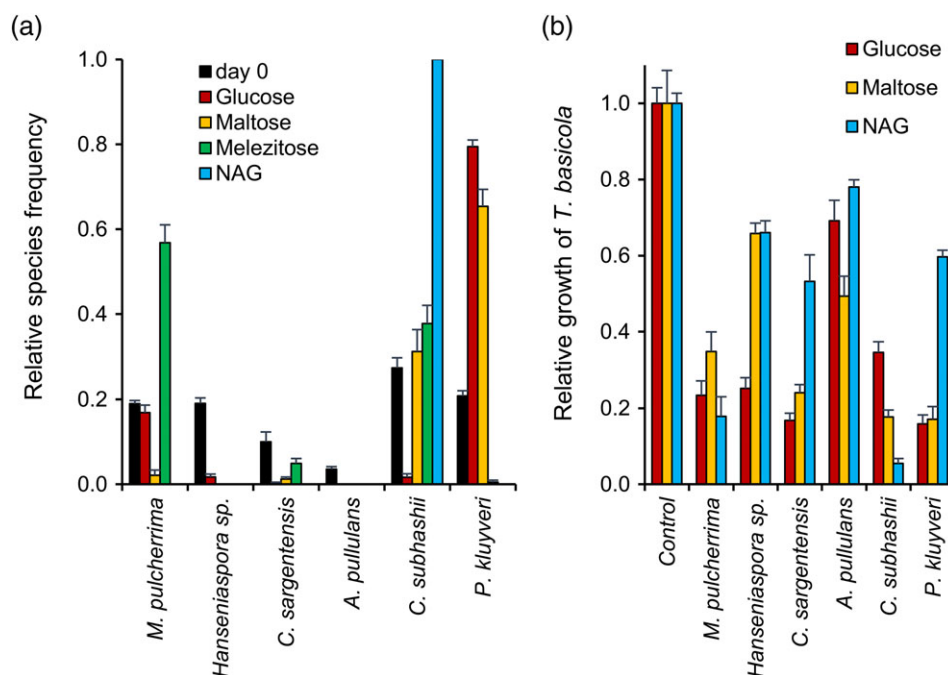 (a)
Relative species frequency
1.0
0.8
0.6
0.4
0.2
0.0
day 0
Glucose
Maltose
Melezitose
NAG
M. pulcherrima
Hanseniaspora sp.
C. sargentensis
A. pullulans
C. subhashii
P. kluyveri
(b)
Relative growth of T. basicola
1.0
0.8
0.6
0.4
0.2
0.0
Glucose
Maltose
NAG
Control
M. pulcherrima
Hanseniaspora sp.
C. sargentensis
A. pullulans
C. subhashii
P. kluyveri